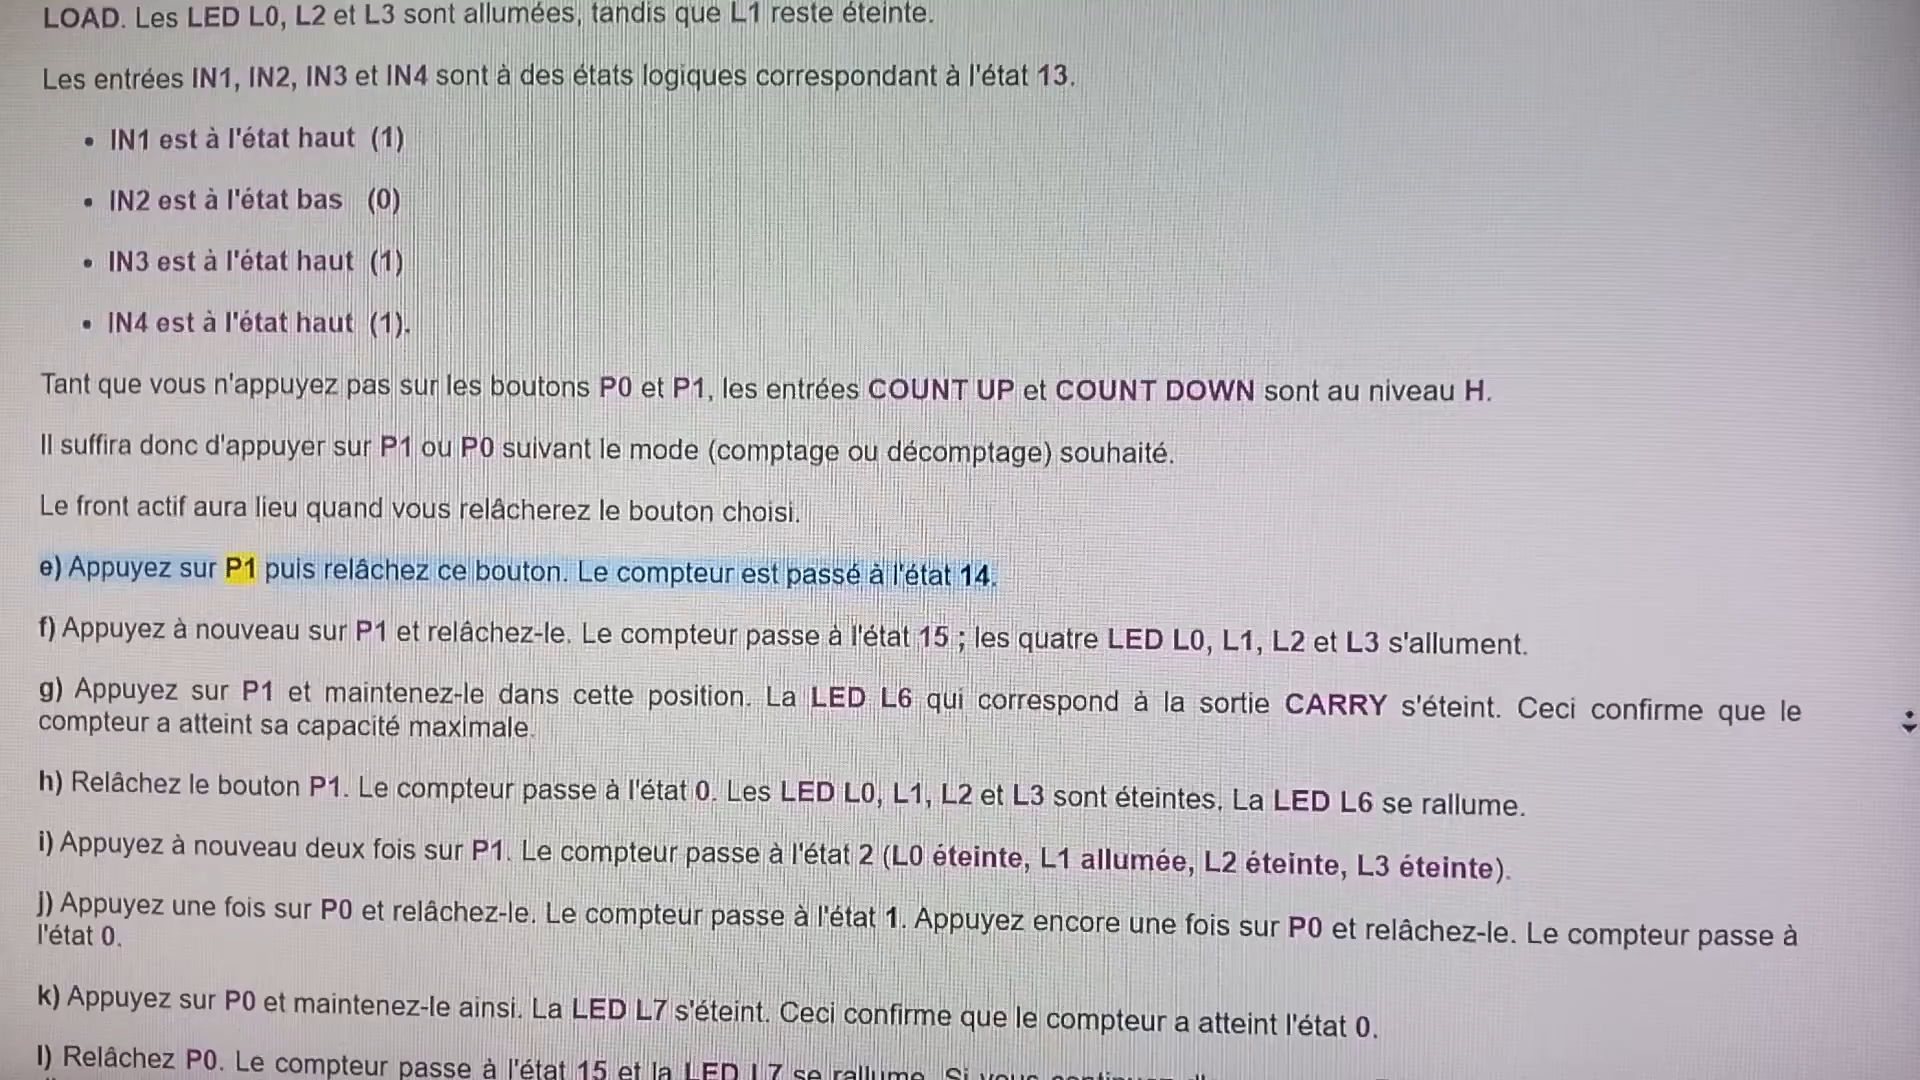 LOAD. Les LED L0, L2 et L3 sont allumées, tandis que L1 reste éteinte.
Les entrées IN1, IN2, IN3 et IN4 sont à des états logiques correspondant à l'état 13.
• IN1 est à l'état haut (1)
• IN2 est à l'état bas (0)
• IN3 est à l'état haut (1)
• IN4 est à l'état haut (1).
Tant que vous n'appuyez pas sur les boutons P0 et P1, les entrées COUNT UP et COUNT DOWN sont au niveau H.
Il suffira donc d'appuyer sur P1 ou P0 suivant le mode (comptage ou décomptage) souhaité.
Le front actif aura lieu quand vous relâcherez le bouton choisi.
e) Appuyez sur P1 puis relâchez ce bouton. Le compteur est passé à l'état 14.
f) Appuyez à nouveau sur P1 et relâchez-le. Le compteur passe à l'état 15 ; les quatre LED L0, L1, L2 et L3 s'allument.
g) Appuyez sur P1 et maintenez-le dans cette position. La LED L6 qui correspond à la sortie CARRY s'éteint. Ceci confirme que le
compteur a atteint sa capacité maximale.
h) Relâchez le bouton P1. Le compteur passe à l'état 0. Les LED L0, L1, L2 et L3 sont éteintes. La LED L6 se rallume.
i) Appuyez à nouveau deux fois sur P1. Le compteur passe à l'état 2 (L0 éteinte, L1 allumée, L2 éteinte, L3 éteinte).
J) Appuyez une fois sur P0 et relâchez-le. Le compteur passe à l'état 1. Appuyez encore une fois sur P0 et relâchez-le. Le compteur passe à
l'état 0.
k) Appuyez sur P0 et maintenez-le ainsi. La LED L7 s'éteint. Ceci confirme que le compteur a atteint l'état 0.
l) Relâchez P0. Le compteur passe à l'état 15 et la LED L7 se rallume. Si vous